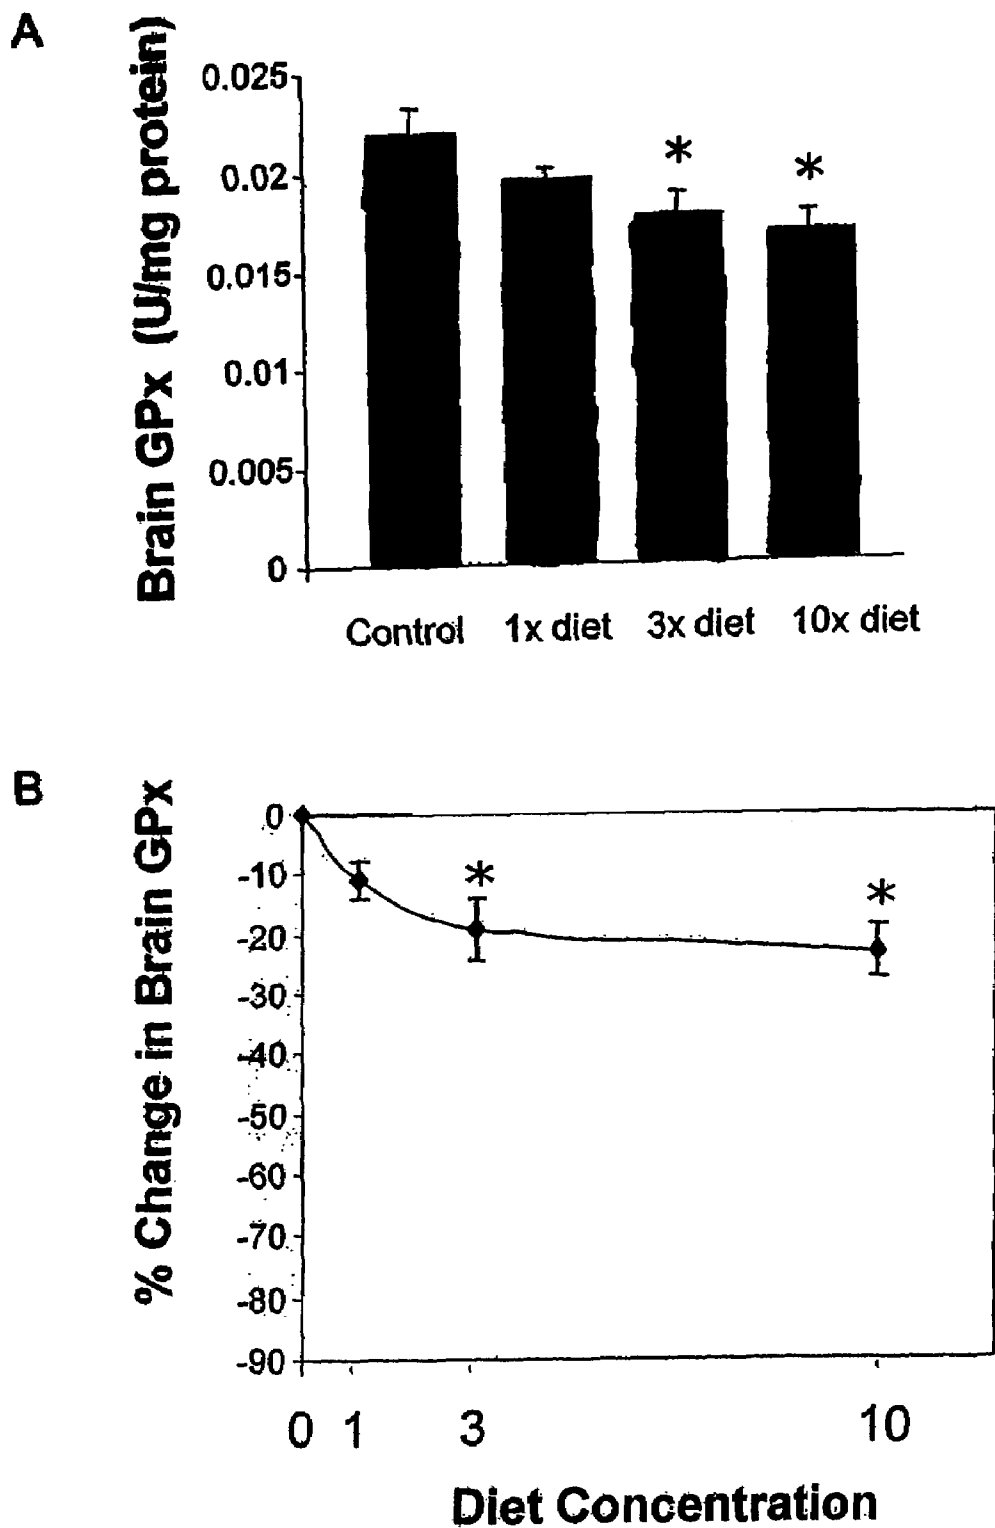 A
Brain GPx (U/mg protein)
0.025
0.02
0.015
0.01
0.005
0
*
*
Control 1x diet 3x diet 10x diet
B
% Change in Brain GPx
0
-10
-20
-30
-40
-50
-60
-70
-80
-90
*
*
0 1 3 10
Diet Concentration